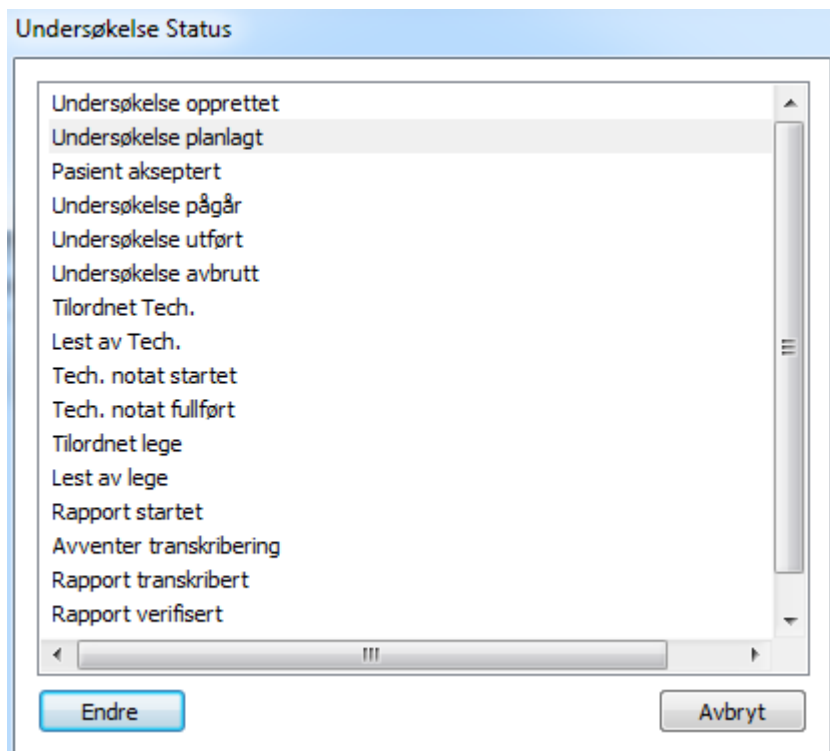 Undersøkelse Status
Undersøkelse opprettet
Undersøkelse planlagt
Pasient akseptert
Undersøkelse pågår
Undersøkelse utført
Undersøkelse avbrutt
Tilordnet Tech.
Lest av Tech.
Tech. notat startet
Tech. notat fullført
Tilordnet lege
Lest av lege
Rapport startet
Avventer transkribering
Rapport transkribert
Rapport verifisert
Endre
Avbryt